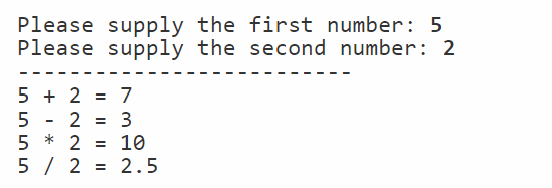 Please supply the first number: 5
Please supply the second number: 2
--------------------------
5 + 2 = 7
5 - 2 = 3
5 * 2 = 10
5 / 2 = 2.5